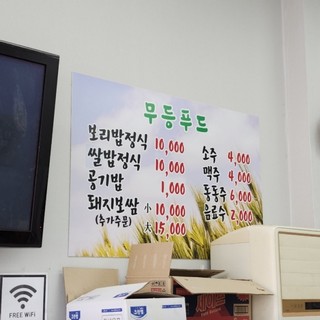 무등푸드
보리밥정식 10,000
쌀밥정식 10,000
공기밥 1,000
돼지보쌈 小 10,000
(추가주문) 大 15,000
소주 4,000
맥주 4,000
동동주 6,000
음료수 2,000
FREE WiFi